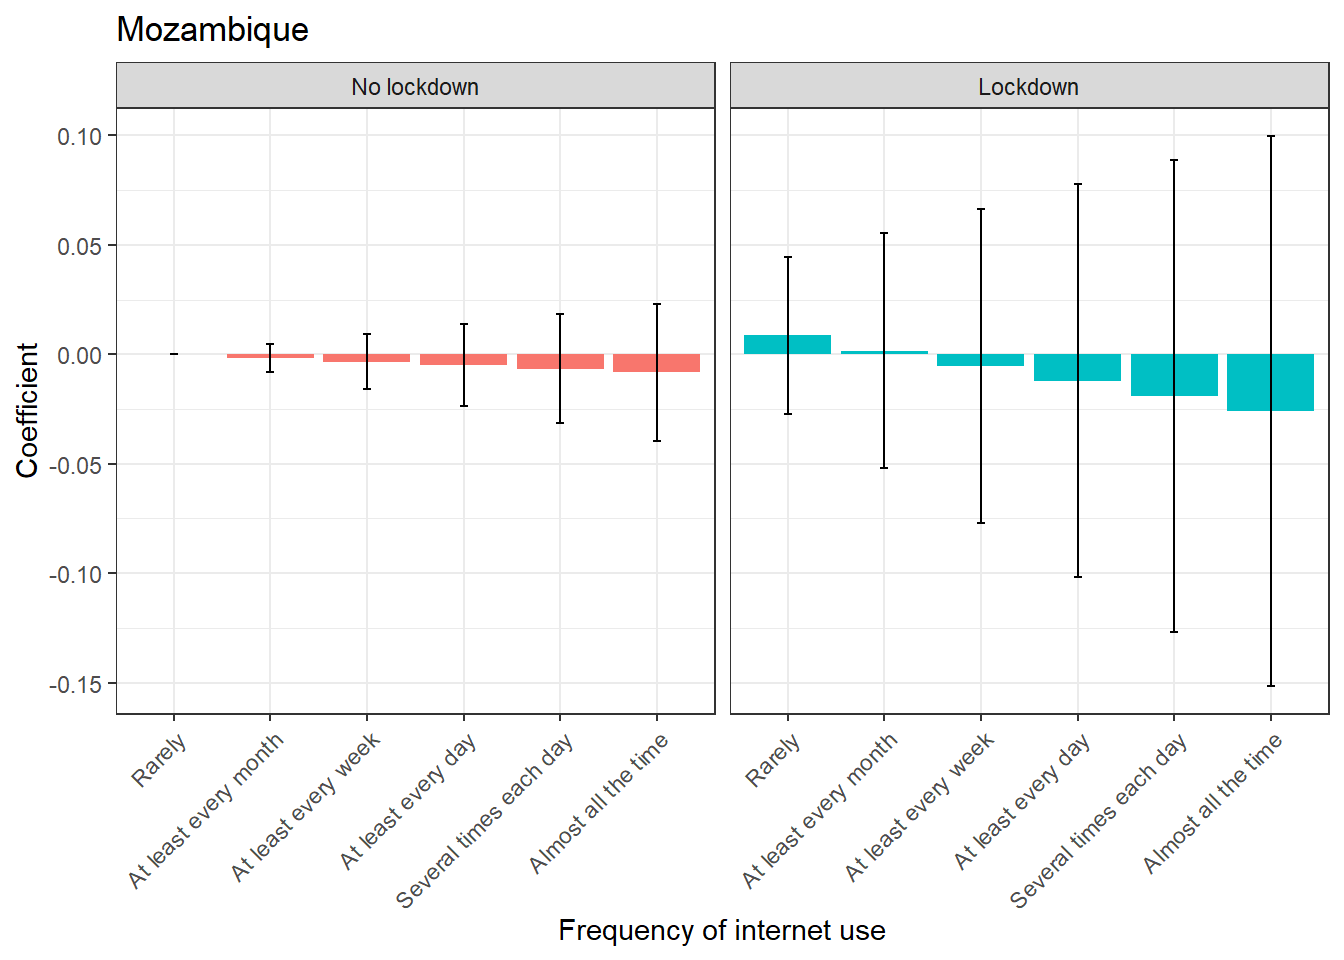 Mozambique
No lockdown
Lockdown
Coefficient
0.10
0.05
0.00
-0.05
-0.10
-0.15
Rarely
At least every month
At least every week
At least every day
Several times each day
Almost all the time
Rarely
At least every month
At least every week
At least every day
Several times each day
Almost all the time
Frequency of internet use